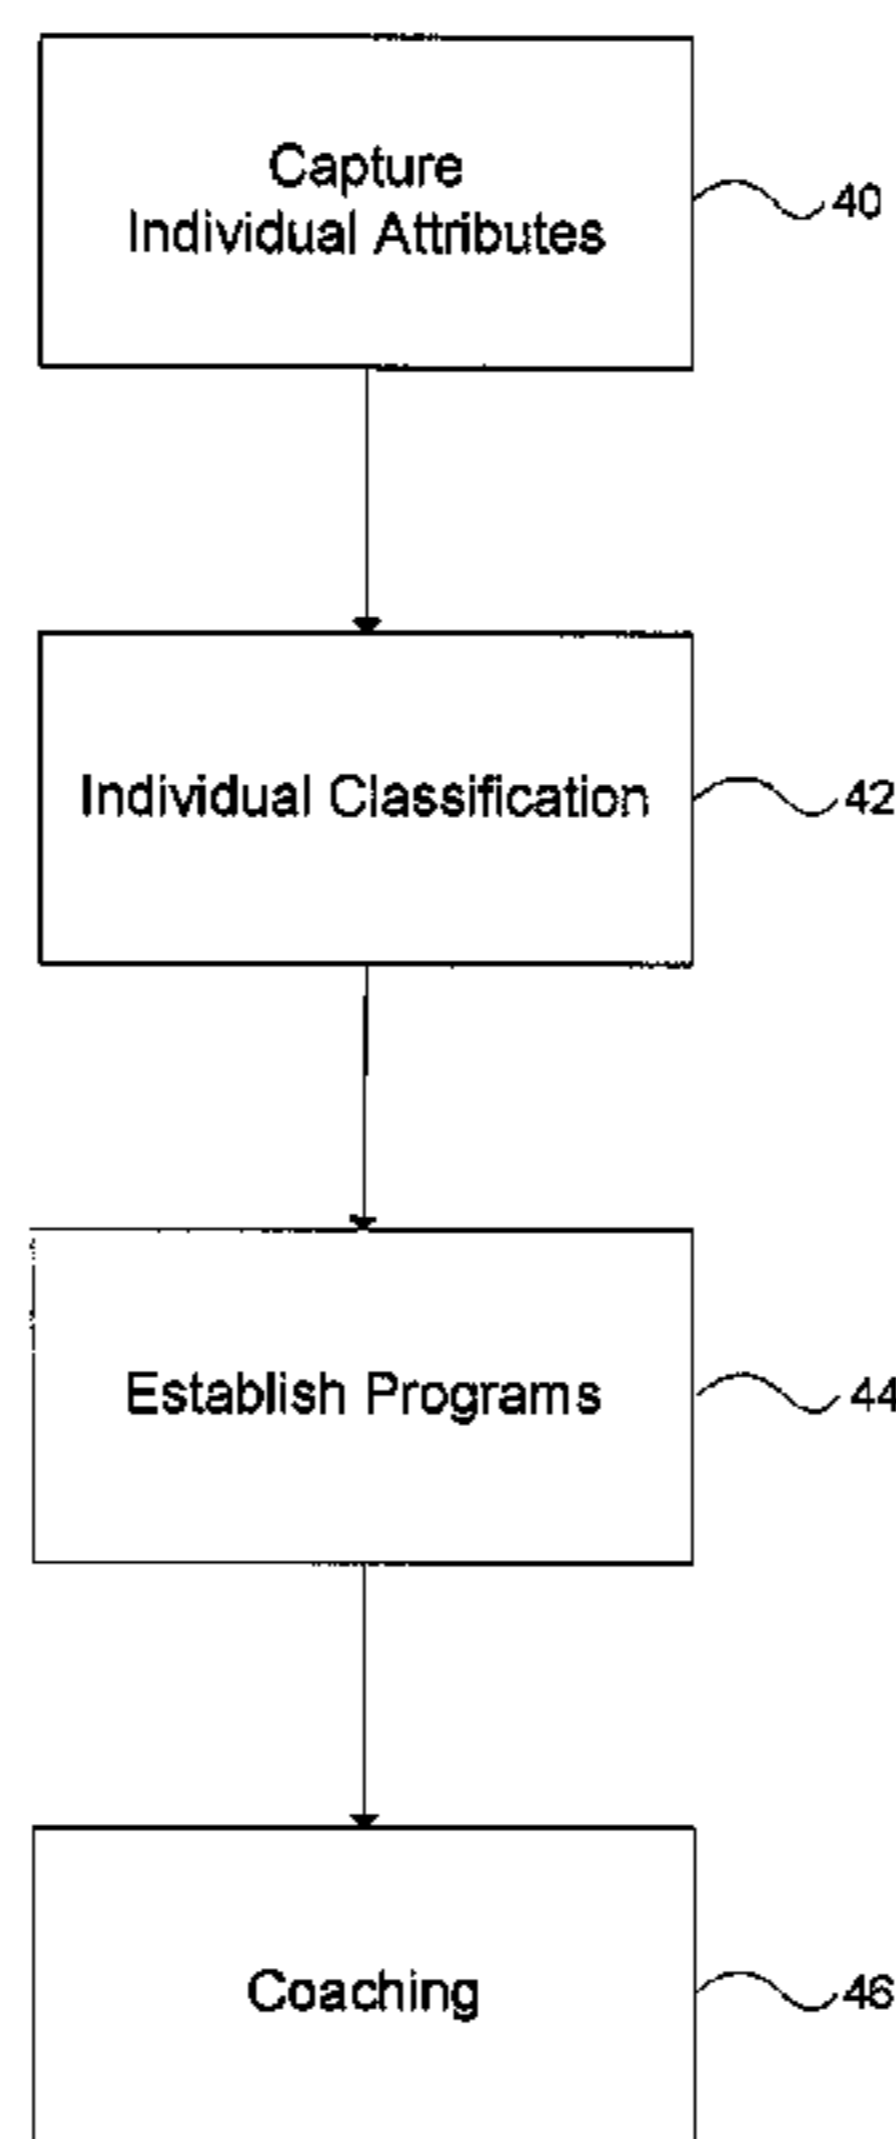 Capture
Individual Attributes
40
Individual Classification
42
Establish Programs
44
Coaching
46